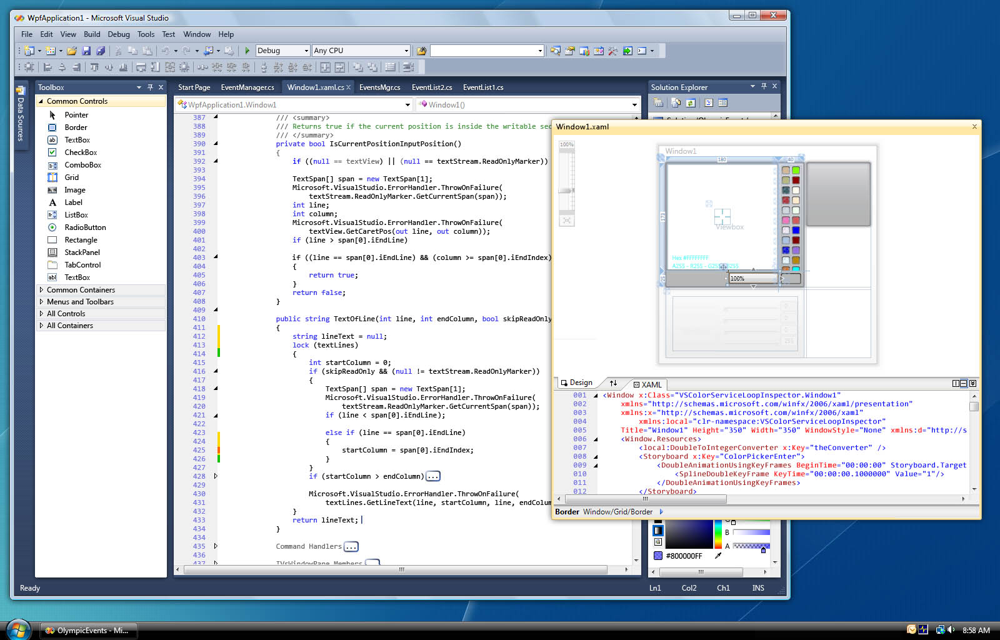 WpfApplication1 - Microsoft Visual Studio
File Edit View Build Debug Tools Test Window Help
Debug Any CPU
Data Sources
Toolbox
Common Controls
Pointer
Border
TextBox
CheckBox
ComboBox
Grid
Image
Label
ListBox
RadioButton
Rectangle
StackPanel
TabControl
TextBox
Common Containers
Menus and Toolbars
All Controls
All Containers
Start Page EventManager.cs Window1.xaml.cs EventsMgr.cs EventList2.cs EventList1.cs
WpfApplication1.Window1 Window1()
387 /// <summary>
388 /// Returns true if the current position is inside the writable sec
389 /// </summary>
390 private bool IsCurrentPositionInputPosition()
391 {
392 if ((null == textView) || (null == textStream.ReadOnlyMarker))
393
394 TextSpan[] span = new TextSpan[1];
395 Microsoft.VisualStudio.ErrorHandler.ThrowOnFailure(
396 textStream.ReadOnlyMarker.GetCurrentSpan(span));
397 int line;
398 int column;
399 Microsoft.VisualStudio.ErrorHandler.ThrowOnFailure(
400 textView.GetCaretPos(out line, out column));
401 if (line > span[0].iEndLine)
402
403 if ((line == span[0].iEndLine) && (column >= span[0].iEndIndex)
404 {
405 return true;
406 }
407 return false;
408 }
409
410 public string TextOfLine(int line, int endColumn, bool skipReadOnly
411 {
412 string lineText = null;
413 lock (textLines)
414 {
415 int startColumn = 0;
416 if (skipReadOnly && (null != textStream.ReadOnlyMarker))
417 {
418 TextSpan[] span = new TextSpan[1];
419 Microsoft.VisualStudio.ErrorHandler.ThrowOnFailure(
420 textStream.ReadOnlyMarker.GetCurrentSpan(span));
421 if (line < span[0].iEndLine);
422
423 else if (line == span[0].iEndLine)
424 {
425 startColumn = span[0].iEndIndex;
426 }
427 }
428 if (startColumn > endColumn)...
429
430 Microsoft.VisualStudio.ErrorHandler.ThrowOnFailure(
431 textLines.GetLineText(line, startColumn, line, endColum
432 }
433 return lineText;
434 }
434
435 Command Handlers...
436
437 IVsWindowPane Members
Solution Explorer
Window1.xaml
100%
Window1
180 40
173
Viewbox
Hex #FFFFFFFF
A255 - R255 - G255
25
100%
0
0
0
255
Design XAML
001 <Window x:Class="VSColorServiceLoopInspector.Window1"
002 xmlns="http://schemas.microsoft.com/winfx/2006/xaml/presentation"
003 xmlns:x="http://schemas.microsoft.com/winfx/2006/xaml"
004 xmlns:local="clr-namespace:VSColorServiceLoopInspector"
005 Title="Window1" Height="350" Width="350" WindowStyle="None" xmlns:d="http://s
006 <Window.Resources>
007 <local:DoubleToIntegerConverter x:Key="theConverter" />
008 <Storyboard x:Key="ColorPickerEnter">
009 <DoubleAnimationUsingKeyFrames BeginTime="00:00:00" Storyboard.Target
010 <SplineDoubleKeyFrame KeyTime="00:00:00.1000000" Value="1"/>
011 </DoubleAnimationUsingKeyFrames>
012 </Storyboard>
Border Window/Grid/Border
B
A
#800000FF
Ready Ln1 Col2 Ch1 INS
OlympicEvents - Mi... 8:58 AM